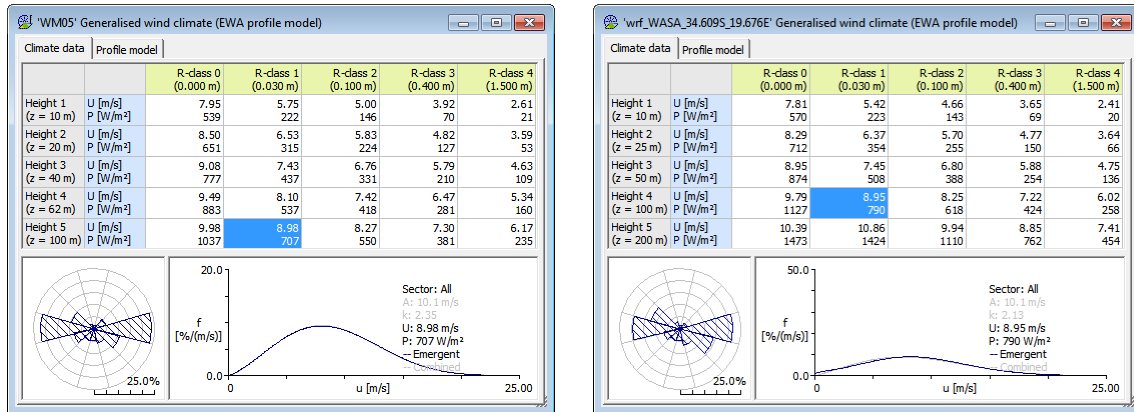 'WM05' Generalised wind climate (EWA profile model)
Climate data Profile model
R-class 0 R-class 1 R-class 2 R-class 3 R-class 4
(0.000 m) (0.030 m) (0.100 m) (0.400 m) (1.500 m)
Height 1 U [m/s] 7.95 5.75 5.00 3.92 2.61
(z = 10 m) P [W/m²] 539 222 146 70 21
Height 2 U [m/s] 8.50 6.53 5.83 4.82 3.59
(z = 20 m) P [W/m²] 651 315 224 127 53
Height 3 U [m/s] 9.08 7.43 6.76 5.79 4.63
(z = 40 m) P [W/m²] 777 437 331 210 109
Height 4 U [m/s] 9.49 8.10 7.42 6.47 5.34
(z = 62 m) P [W/m²] 883 537 418 281 160
Height 5 U [m/s] 9.98 8.98 8.27 7.30 6.17
(z = 100 m) P [W/m²] 1037 707 550 381 235
25.0%
20.0
f
[%/(m/s)]
0.0
0 u [m/s] 25.00
Sector: All
A: 10.1 m/s
k: 2.35
U: 8.98 m/s
P: 707 W/m²
-- Emergent
-- Combined
'wrf_WASA_34.609S_19.676E' Generalised wind climate (EWA profile model)
Climate data Profile model
R-class 0 R-class 1 R-class 2 R-class 3 R-class 4
(0.000 m) (0.030 m) (0.100 m) (0.400 m) (1.500 m)
Height 1 U [m/s] 7.81 5.42 4.66 3.65 2.41
(z = 10 m) P [W/m²] 570 223 143 69 20
Height 2 U [m/s] 8.29 6.37 5.70 4.77 3.64
(z = 25 m) P [W/m²] 712 354 255 150 66
Height 3 U [m/s] 8.95 7.45 6.80 5.88 4.75
(z = 50 m) P [W/m²] 874 508 388 254 136
Height 4 U [m/s] 9.79 8.95 8.25 7.22 6.02
(z = 100 m) P [W/m²] 1127 790 618 424 258
Height 5 U [m/s] 10.39 10.86 9.94 8.85 7.41
(z = 200 m) P [W/m²] 1473 1424 1110 762 454
25.0%
50.0
f
[%/(m/s)]
0.0
0 u [m/s] 25.00
Sector: All
A: 10.1 m/s
k: 2.13
U: 8.95 m/s
P: 790 W/m²
-- Emergent
-- Combined